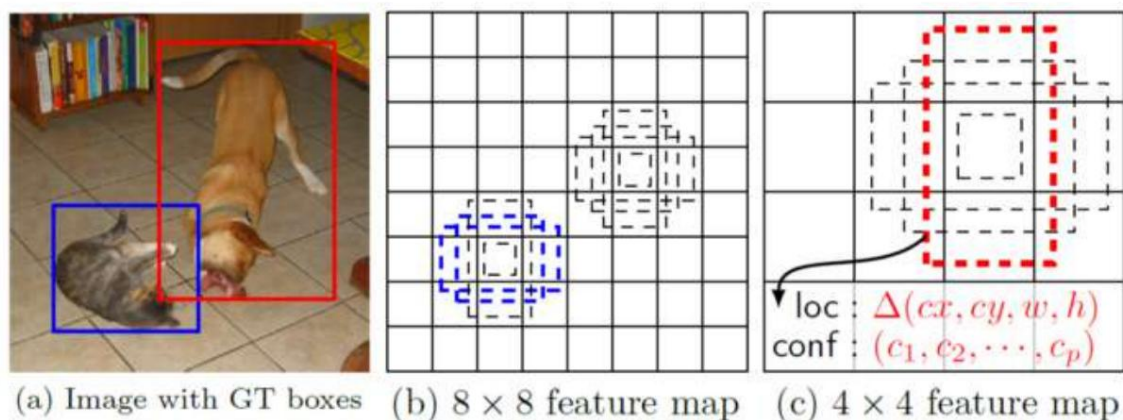 loc : Δ(cx, cy, w, h)
conf : (c₁, c₂, ⋯, cₚ)
(a) Image with GT boxes
(b) 8 × 8 feature map
(c) 4 × 4 feature map